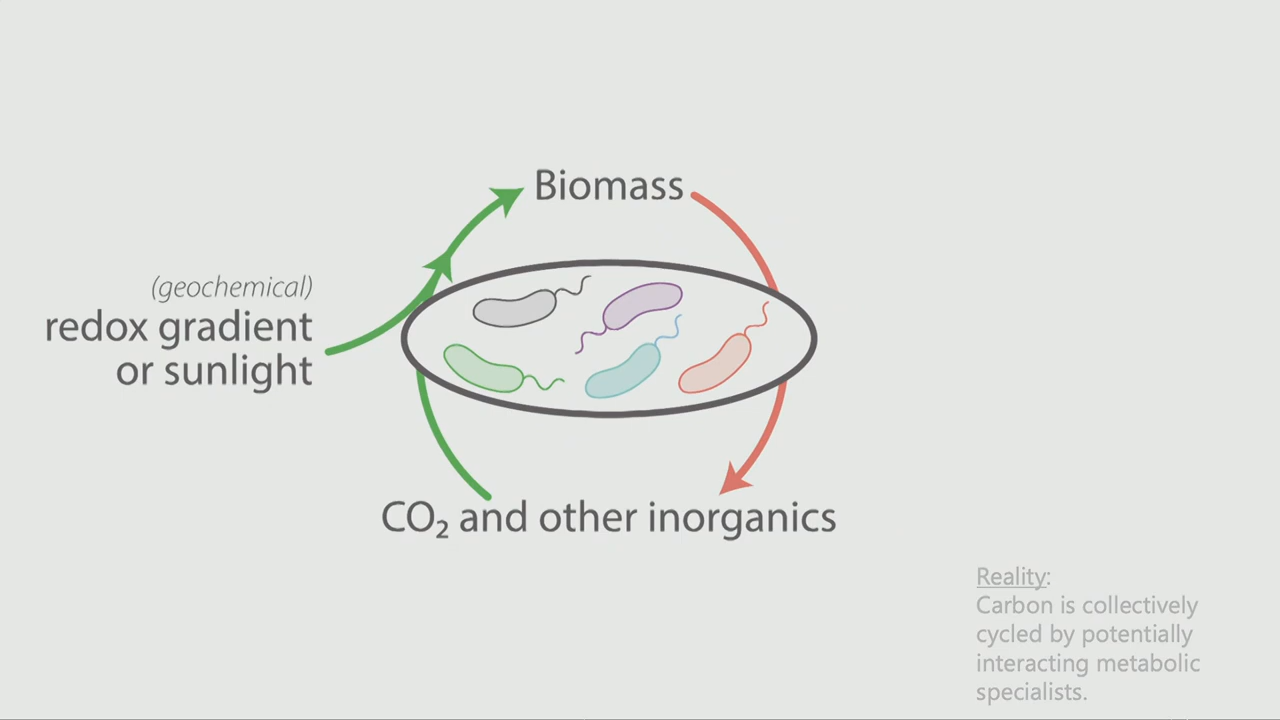 Biomass
(geochemical)
redox gradient
or sunlight
CO₂ and other inorganics
Reality:
Carbon is collectively
cycled by potentially
interacting metabolic
specialists.